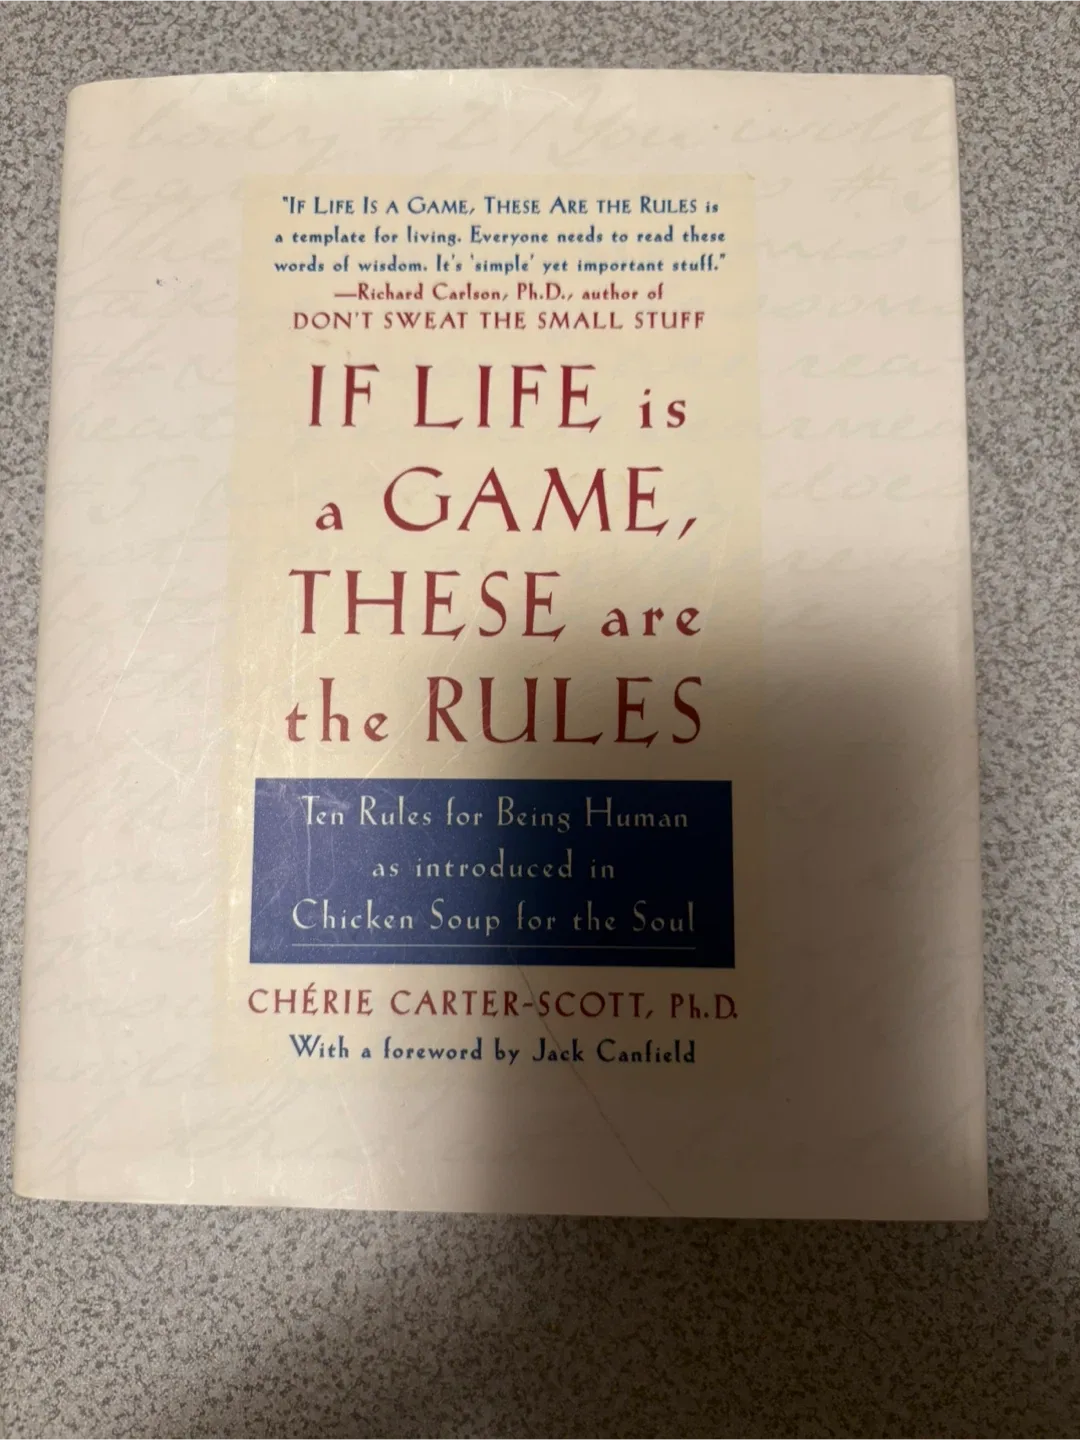 "IF LIFE IS A GAME, THESE ARE THE RULES is
a template for living. Everyone needs to read these
words of wisdom. It's 'simple' yet important stuff."
—Richard Carlson, Ph.D., author of
DON'T SWEAT THE SMALL STUFF
IF LIFE is
a GAME,
THESE are
the RULES
Ten Rules for Being Human
as introduced in
Chicken Soup for the Soul
CHÉRIE CARTER-SCOTT, Ph.D.
With a foreword by Jack Canfield